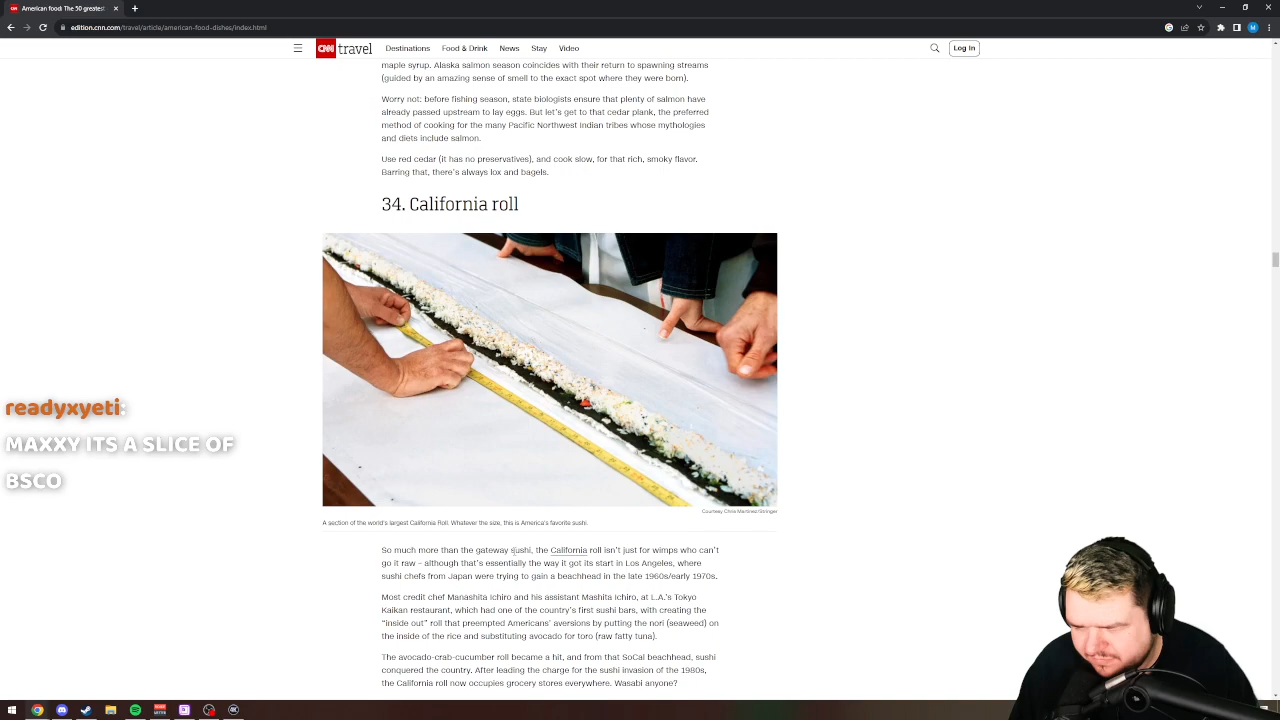 American food: The 50 greatest
edition.cnn.com/travel/article/american-food-dishes/index.html
CNN travel Destinations Food & Drink News Stay Video Log In
maple syrup. Alaska salmon season coincides with their return to spawning streams
(guided by an amazing sense of smell to the exact spot where they were born).
Worry not: before fishing season, state biologists ensure that plenty of salmon have
already passed upstream to lay eggs. But let's get to that cedar plank, the preferred
method of cooking for the many Pacific Northwest Indian tribes whose mythologies
and diets include salmon.
Use red cedar (it has no preservatives), and cook slow, for that rich, smoky flavor.
Barring that, there's always lox and bagels.
34. California roll
readyxyeti:
MAXXY ITS A SLICE OF
BSCO
Courtesy Chris Martinez/Stringer
A section of the world's largest California Roll. Whatever the size, this is America's favorite sushi.
So much more than the gateway sushi, the California roll isn't just for wimps who can't
go it raw – although that's essentially the way it got its start in Los Angeles, where
sushi chefs from Japan were trying to gain a beachhead in the late 1960s/early 1970s.
Most credit chef Manashita Ichiro and his assistant Mashita Ichiro, at L.A.'s Tokyo
Kaikan restaurant, which had one of the country's first sushi bars, with creating the
"inside out" roll that preempted Americans' aversions by putting the nori (seaweed) on
the inside of the rice and substituting avocado for toro (raw fatty tuna).
The avocado-crab-cucumber roll became a hit, and from that SoCal beachhead, sushi
conquered the country. After leading the charge for the sushi invasion of the 1980s,
the California roll now occupies grocery stores everywhere. Wasabi anyone?